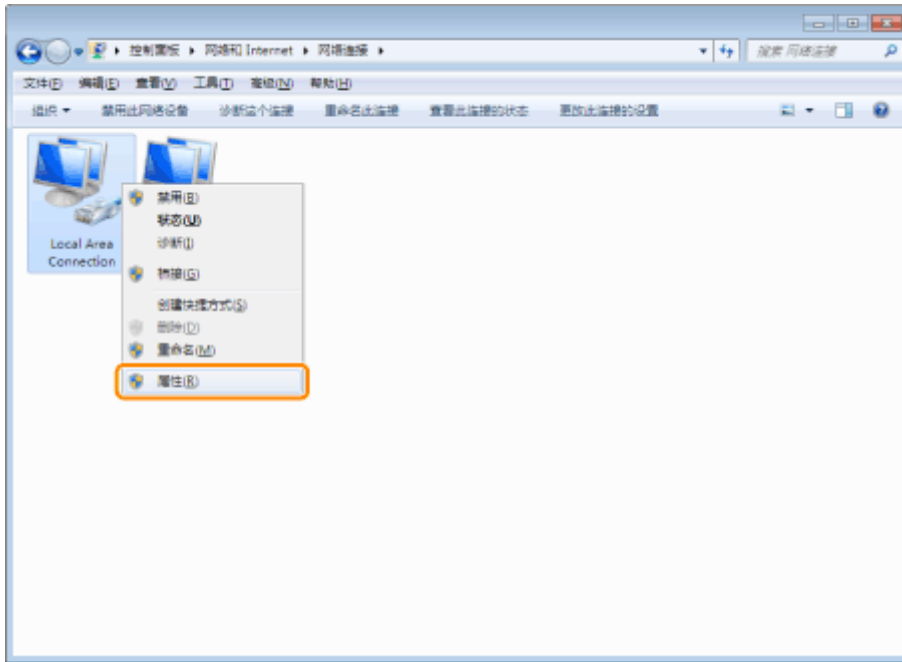 控制面板 ▸ 网络和 Internet ▸ 网络连接 ▸
搜索 网络连接
文件(F) 编辑(E) 查看(V) 工具(T) 高级(N) 帮助(H)
组织 禁用此网络设备 诊断这个连接 重命名此连接 查看此连接的状态 更改此连接的设置
Local Area
Connection
禁用(B)
状态(U)
诊断(I)
桥接(G)
创建快捷方式(S)
删除(D)
重命名(M)
属性(R)